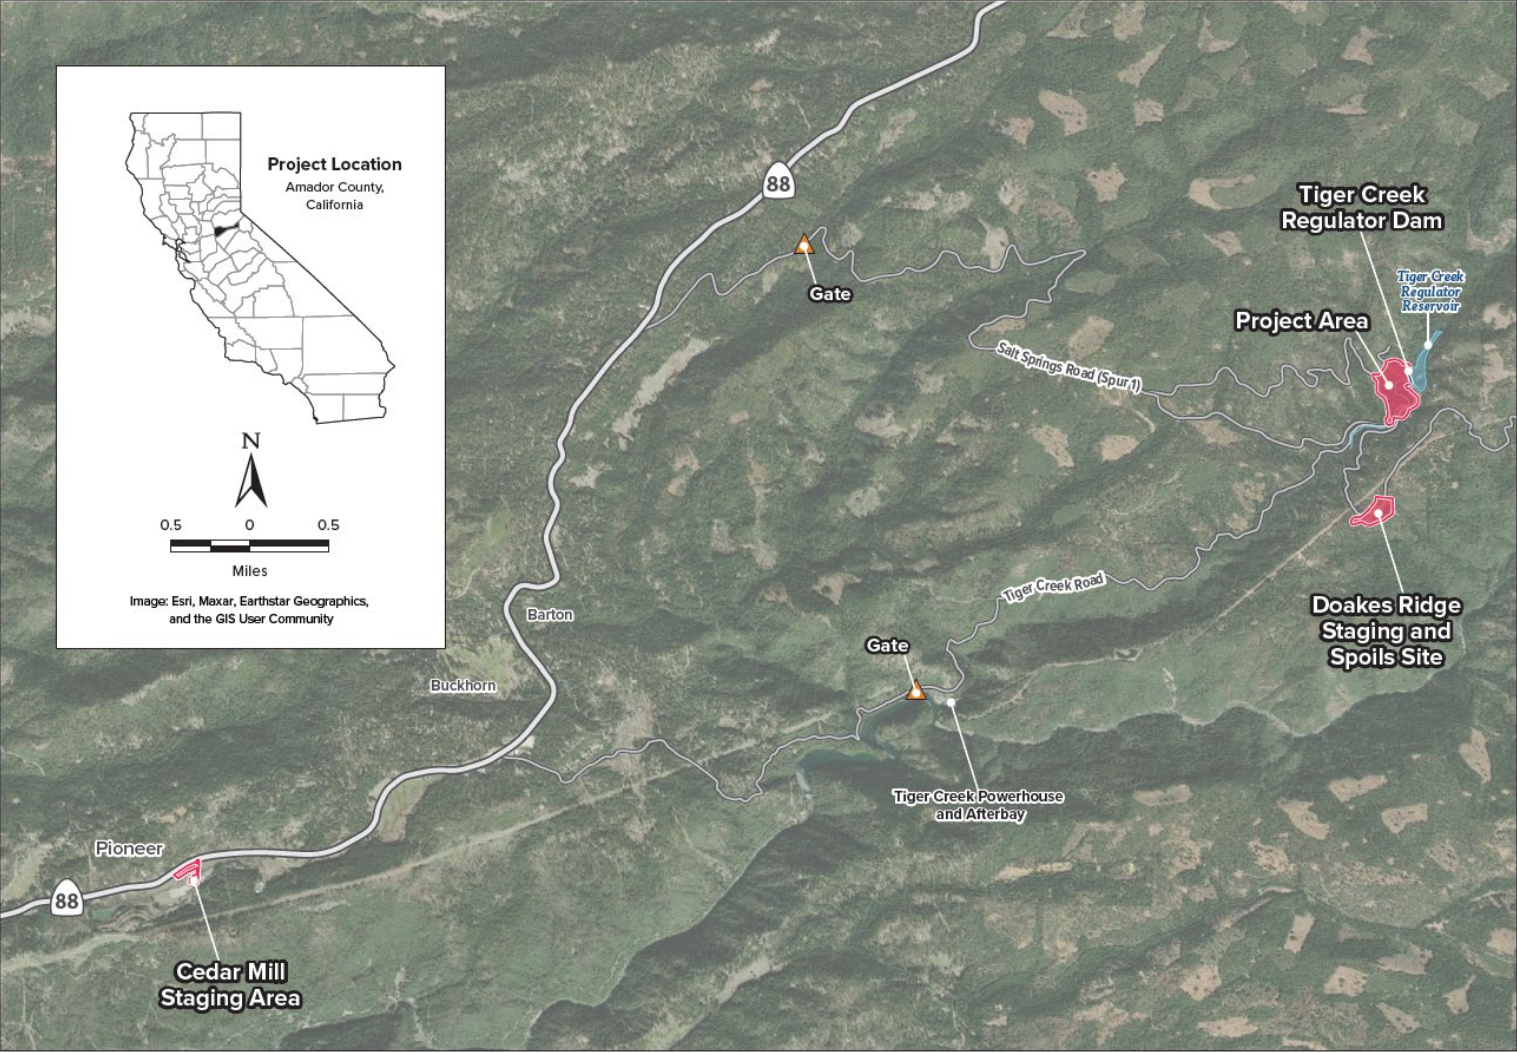 Project Location
Amador County,
California
N
0.5 0 0.5
Miles
Image: Esri, Maxar, Earthstar Geographics,
and the GIS User Community
88
Gate
Tiger Creek
Regulator Dam
Tiger Creek
Regulator
Reservoir
Project Area
Salt Springs Road (Spur 1)
Tiger Creek Road
Doakes Ridge
Staging and
Spoils Site
Barton
Buckhorn
Gate
Tiger Creek Powerhouse
and Afterbay
Pioneer
88
Cedar Mill
Staging Area